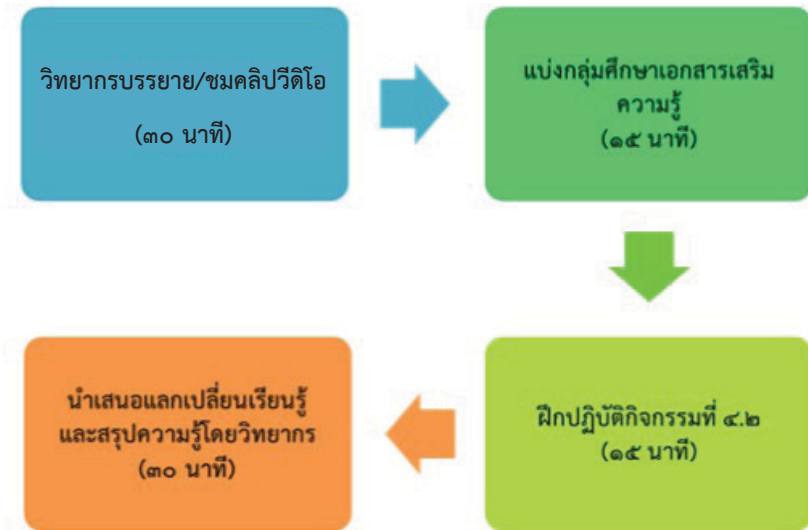 วิทยากรบรรยาย/ชมคลิปวีดิโอ
(๓๐ นาที)
แบ่งกลุ่มศึกษาเอกสารเสริม
ความรู้
(๑๕ นาที)
ฝึกปฏิบัติกิจกรรมที่ ๔.๒
(๑๕ นาที)
นำเสนอแลกเปลี่ยนเรียนรู้
และสรุปความรู้โดยวิทยากร
(๓๐ นาที)